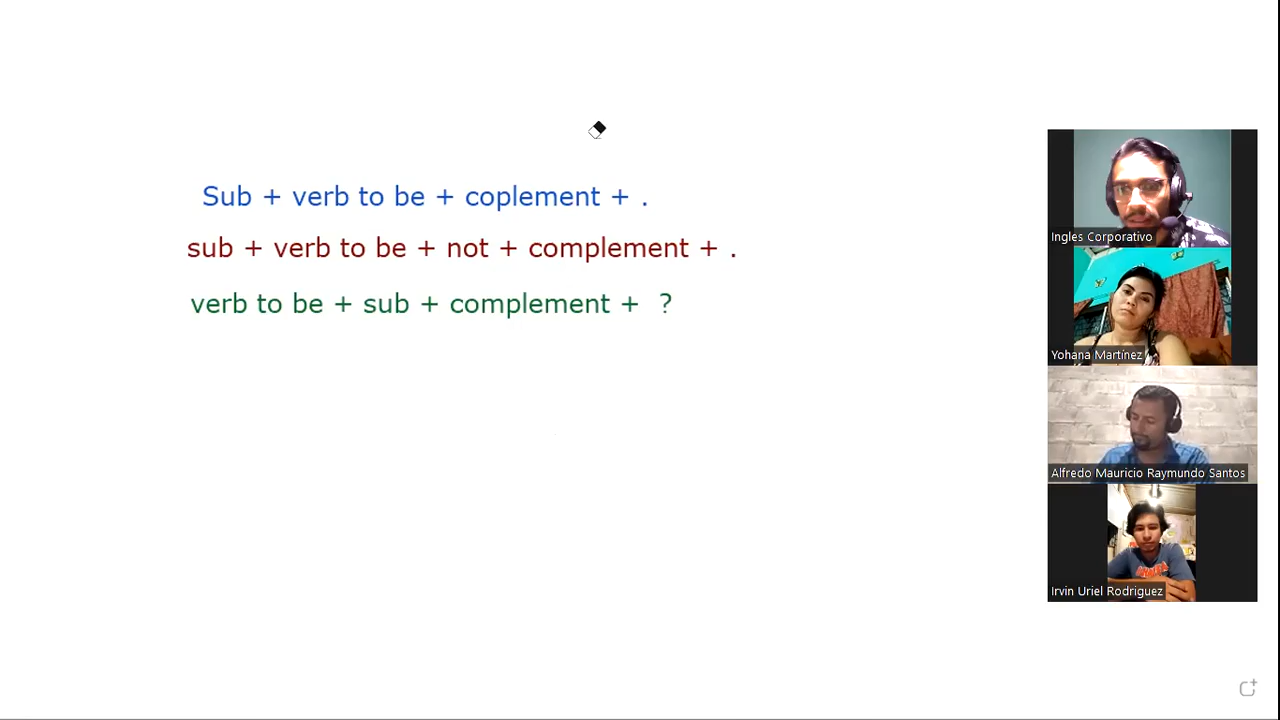 Sub + verb to be + coplement + .
sub + verb to be + not + complement + .
verb to be + sub + complement +  ?
Ingles Corporativo
Yohana Martínez
Alfredo Mauricio Raymundo Santos
Irvin Uriel Rodriguez